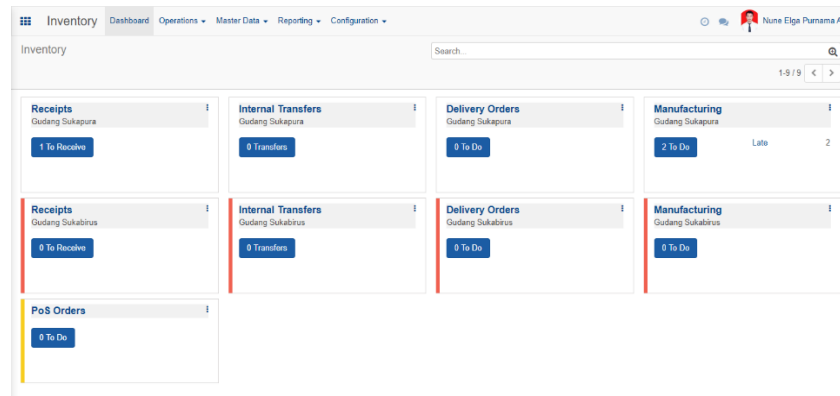 Inventory Dashboard Operations Master Data Reporting Configuration Nune Elga Purnama A
Inventory Search...
1-9 / 9
Receipts Internal Transfers Delivery Orders Manufacturing
Gudang Sukapura Gudang Sukapura Gudang Sukapura Gudang Sukapura
1 To Receive 0 Transfers 0 To Do 2 To Do Late 2
Receipts Internal Transfers Delivery Orders Manufacturing
Gudang Sukabirus Gudang Sukabirus Gudang Sukabirus Gudang Sukabirus
0 To Receive 0 Transfers 0 To Do 0 To Do
PoS Orders
0 To Do